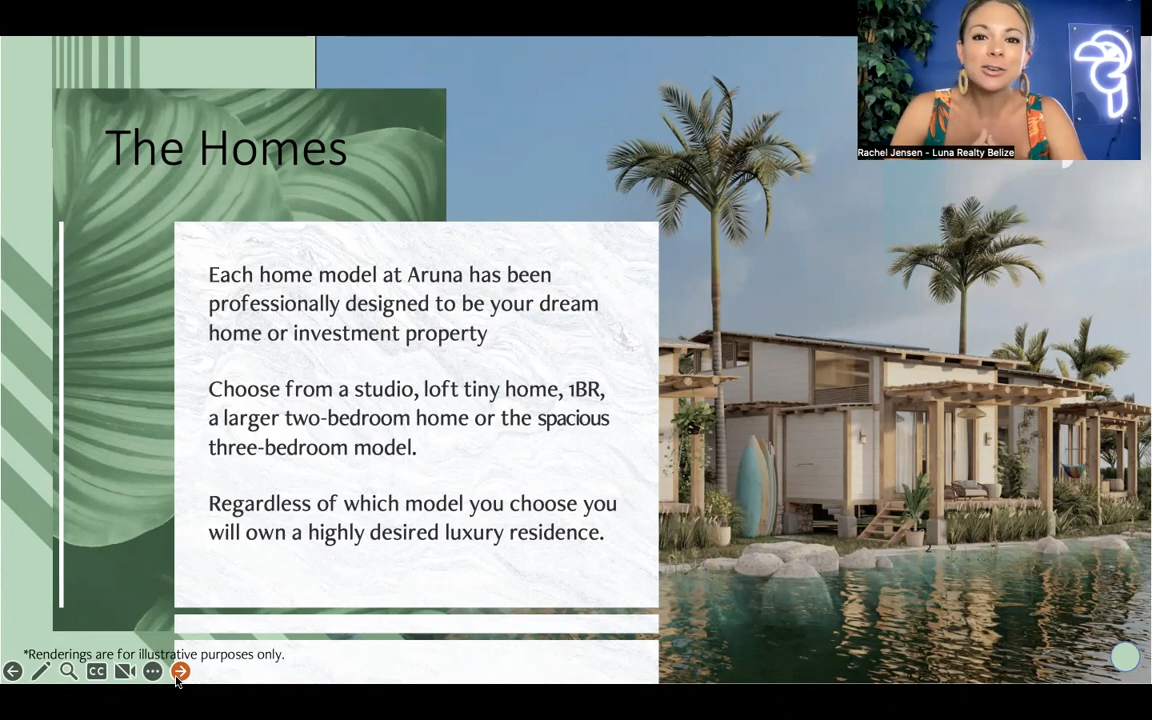 The Homes
Rachel Jensen - Luna Realty Belize
Each home model at Aruna has been
professionally designed to be your dream
home or investment property
Choose from a studio, loft tiny home, 1BR,
a larger two-bedroom home or the spacious
three-bedroom model.
Regardless of which model you choose you
will own a highly desired luxury residence.
2
*Renderings are for illustrative purposes only.
CC